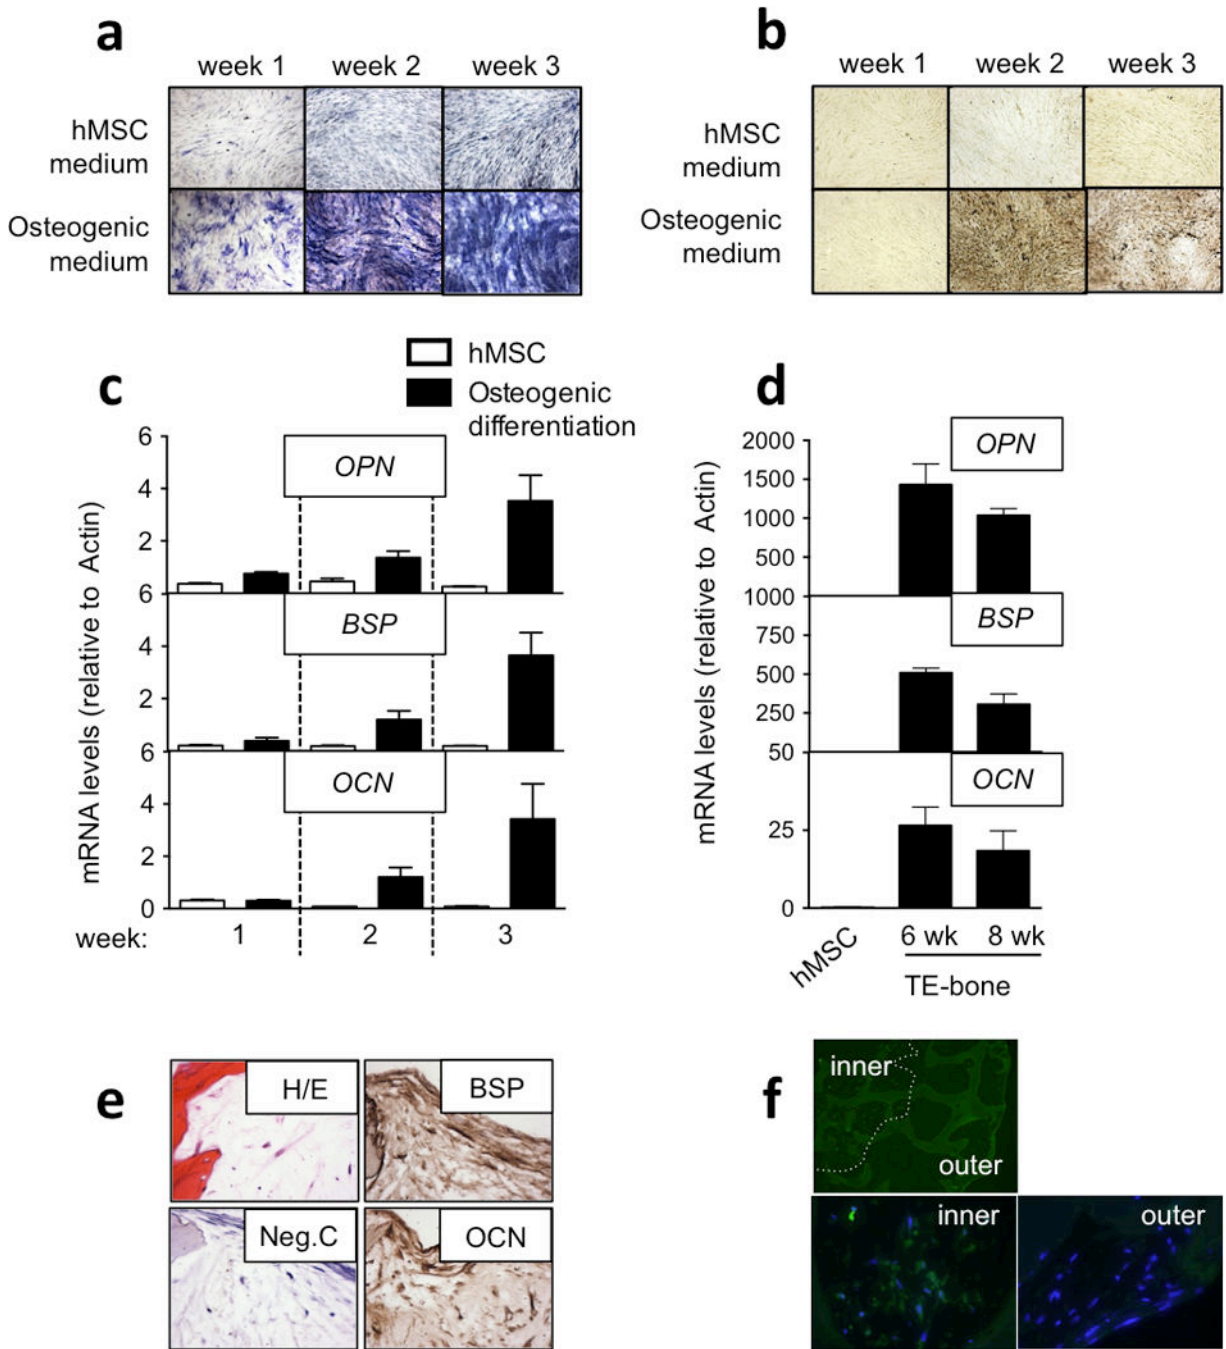 a
week 1 week 2 week 3
hMSC
medium
Osteogenic
medium
b
week 1 week 2 week 3
hMSC
medium
Osteogenic
medium
hMSC
Osteogenic
differentiation
c
mRNA levels (relative to Actin)
6
OPN
4
2
6
BSP
4
2
6
OCN
4
2
0
week: 1 2 3
d
mRNA levels (relative to Actin)
2000
OPN
1500
1000
500
1000
BSP
750
500
250
50
OCN
25
0
hMSC 6 wk 8 wk
TE-bone
e
H/E BSP
Neg.C OCN
f
inner
outer
inner outer